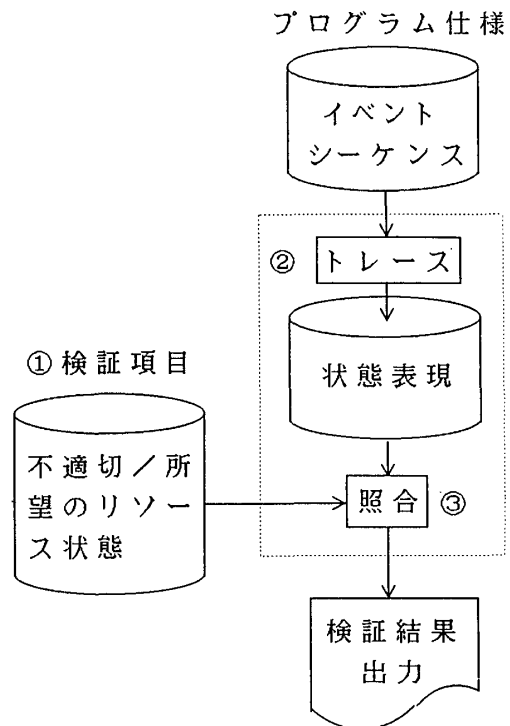 プログラム仕様
イベント
シーケンス
② トレース
状態表現
①検証項目
不適切／所
望のリソー
ス状態
照合 ③
検証結果
出力